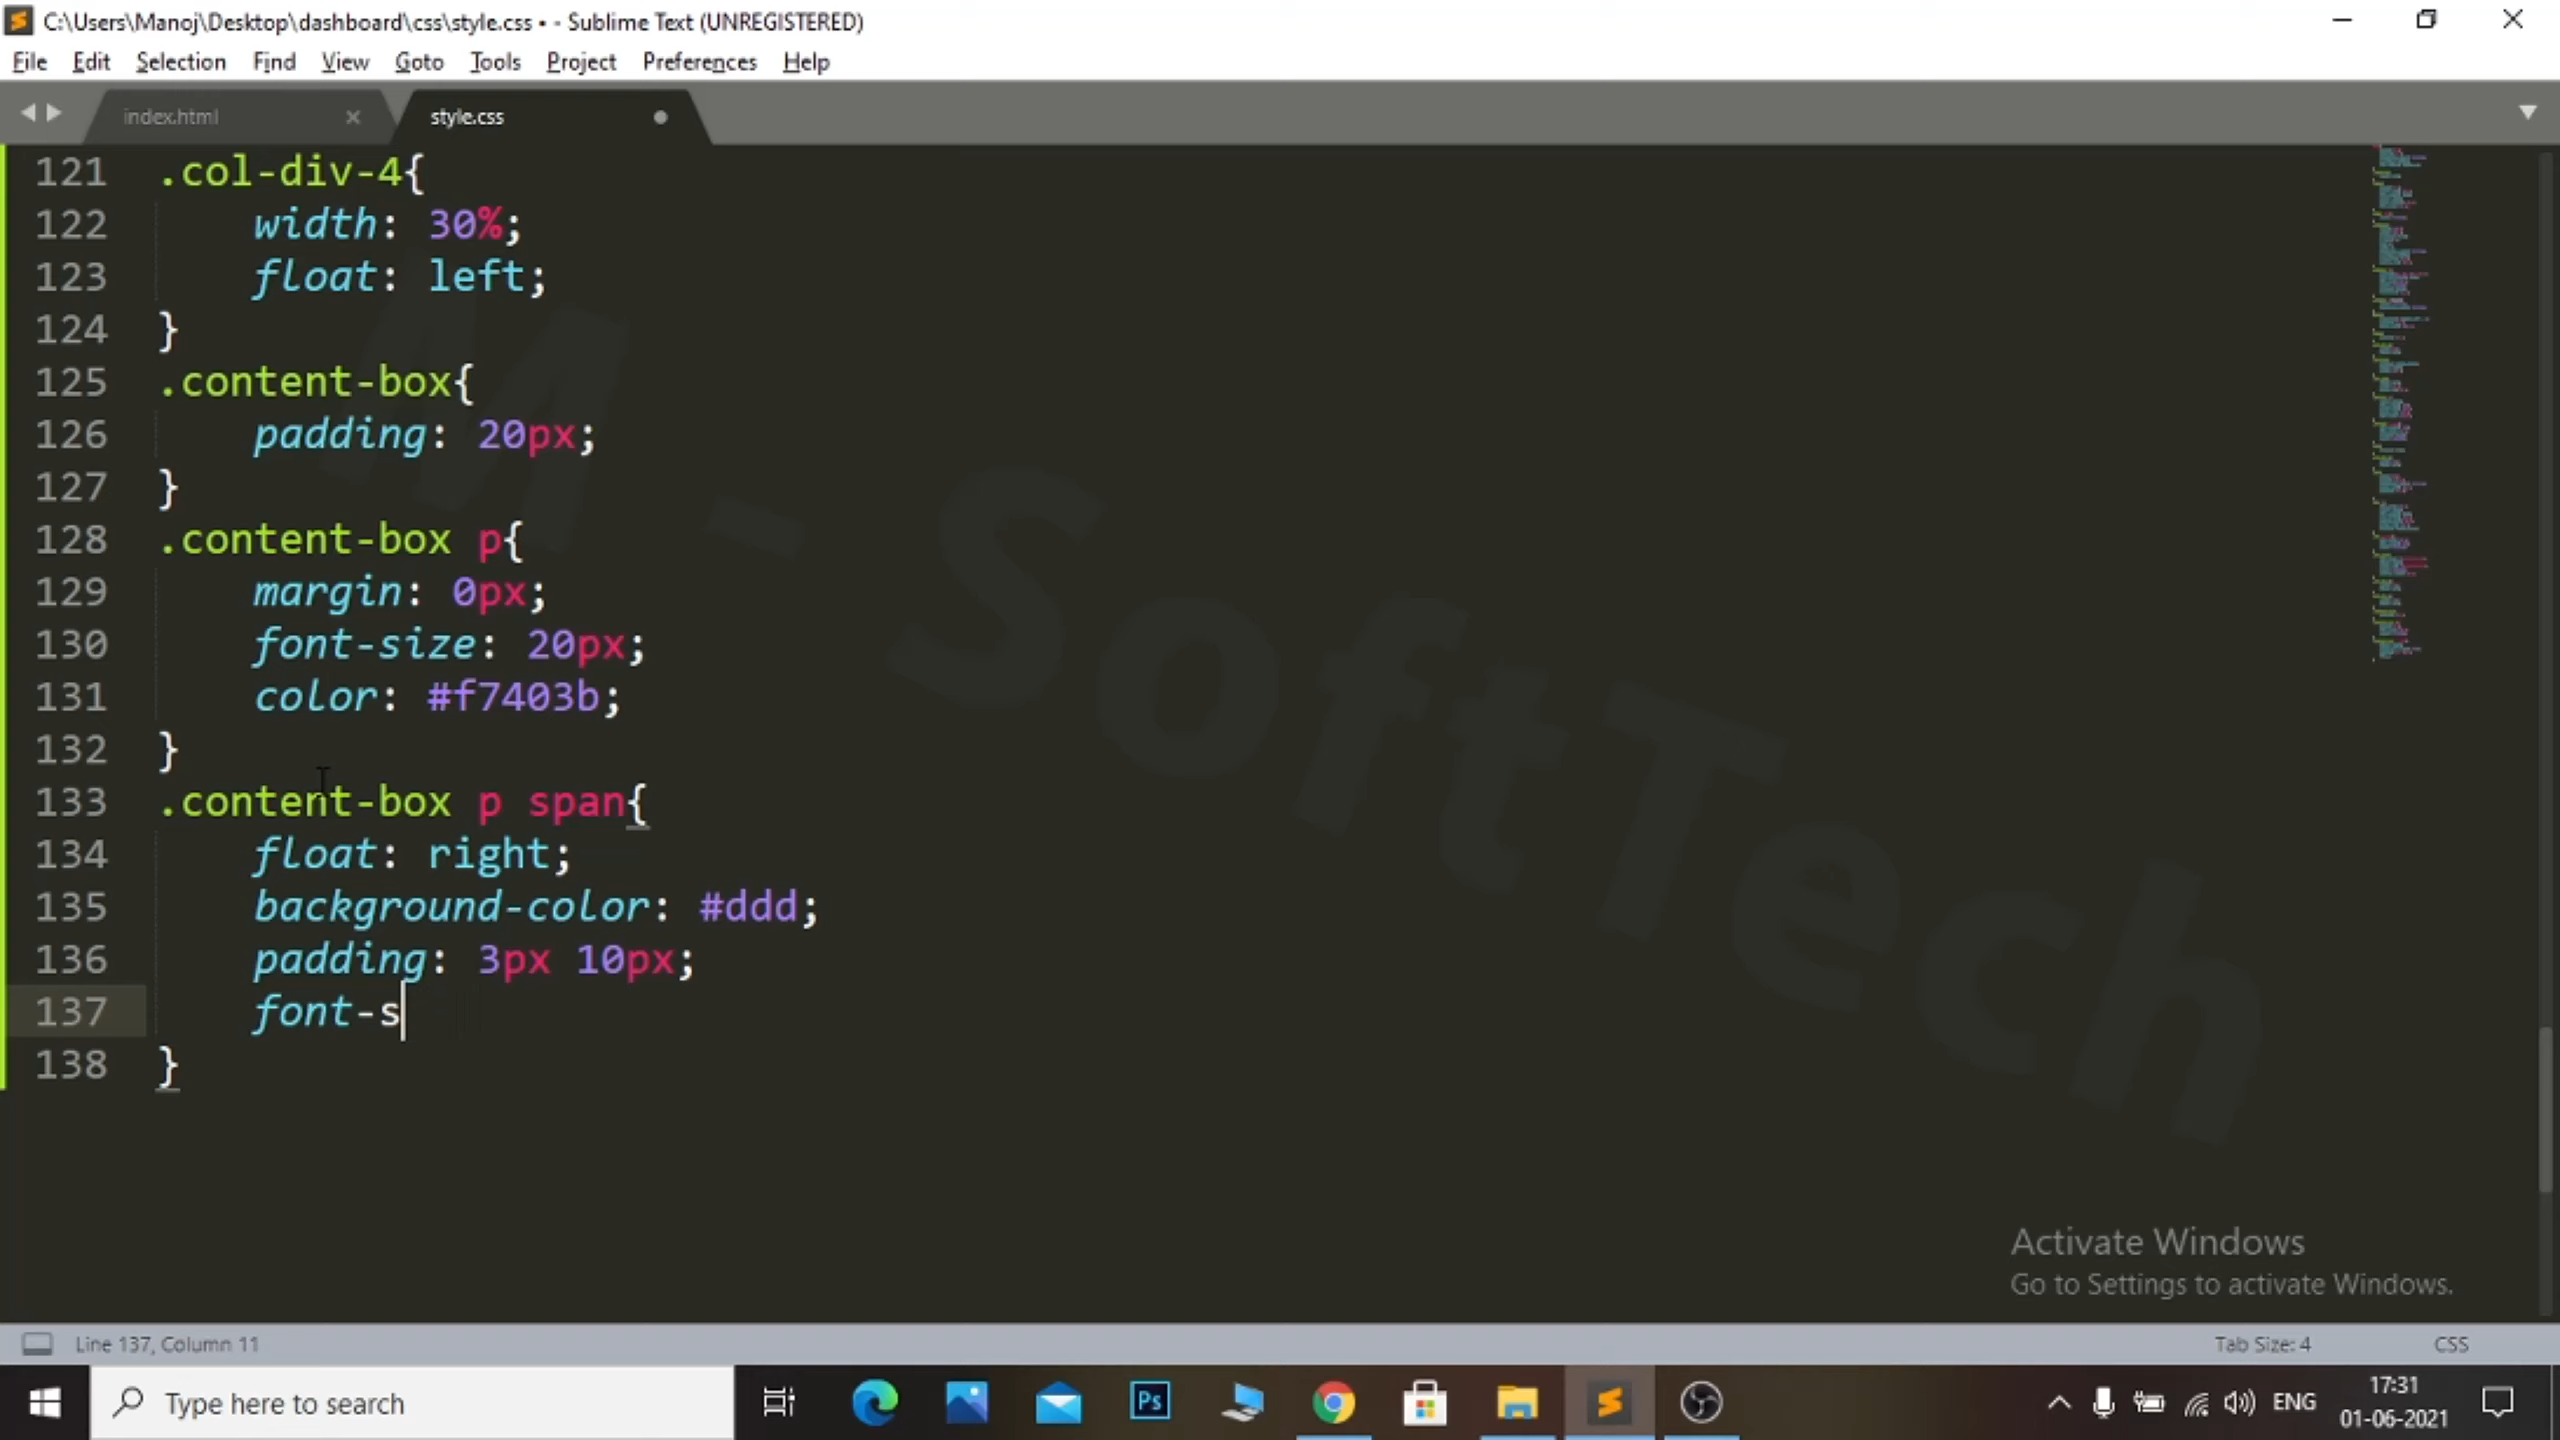 C:\Users\Manoj\Desktop\dashboard\css\style.css • - Sublime Text (UNREGISTERED)
File Edit Selection Find View Goto Tools Project Preferences Help
index.html style.css
121 .col-div-4{
122 width: 30%;
123 float: left;
124 }
125 .content-box{
126 padding: 20px;
127 }
128 .content-box p{
129 margin: 0px;
130 font-size: 20px;
131 color: #f7403b;
132 }
133 .content-box p span{
134 float: right;
135 background-color: #ddd;
136 padding: 3px 10px;
137 font-s
138 }
M - SoftTech
Activate Windows
Go to Settings to activate Windows.
Line 137, Column 11 Tab Size: 4 CSS
Type here to search Ps ENG 17:31
01-06-2021